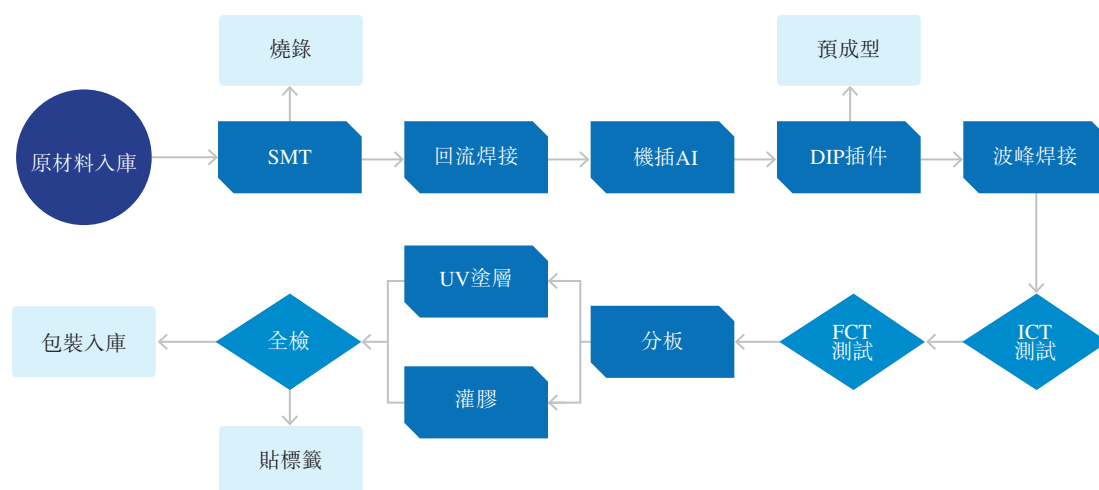 燒錄
預成型
原材料入庫
SMT
回流焊接
機插AI
DIP插件
波峰焊接
UV塗層
包裝入庫
全檢
分板
FCT
測試
ICT
測試
灌膠
貼標籤